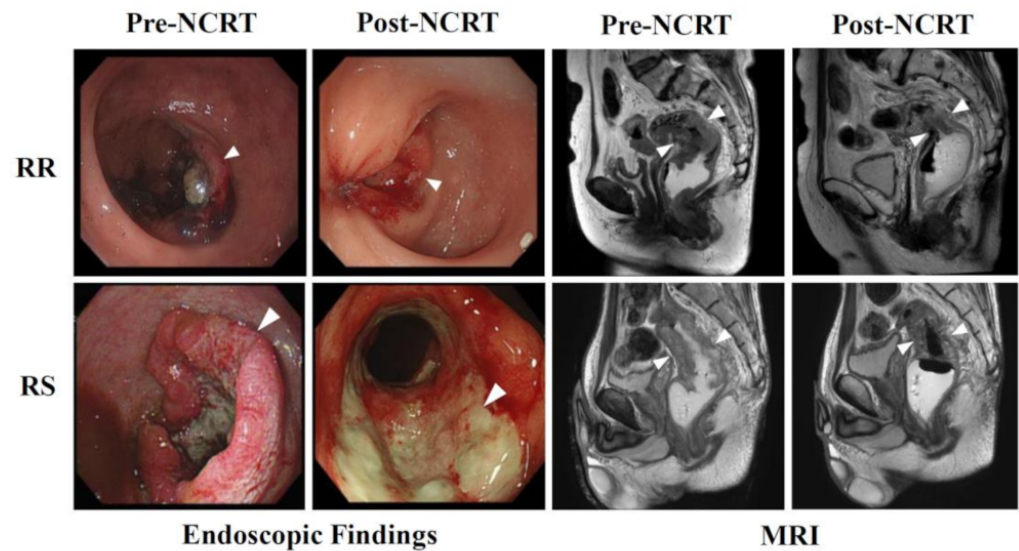 Pre-NCRT Post-NCRT Pre-NCRT Post-NCRT
RR
RS
Endoscopic Findings MRI